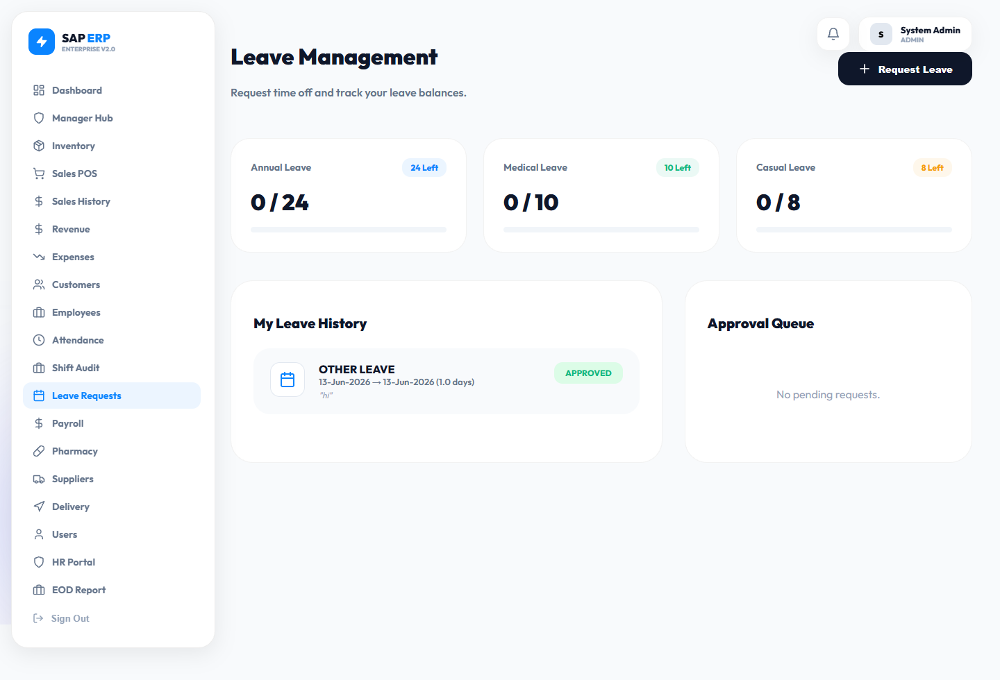 SAP ERP
ENTERPRISE V2.0
Dashboard
Manager Hub
Inventory
Sales POS
Sales History
Revenue
Expenses
Customers
Employees
Attendance
Shift Audit
Leave Requests
Payroll
Pharmacy
Suppliers
Delivery
Users
HR Portal
EOD Report
Sign Out
S
System Admin
ADMIN
Leave Management
Request Leave
Request time off and track your leave balances.
Annual Leave
24 Left
0 / 24
Medical Leave
10 Left
0 / 10
Casual Leave
8 Left
0 / 8
My Leave History
OTHER LEAVE
13-Jun-2026 → 13-Jun-2026 (1.0 days)
"hi"
APPROVED
Approval Queue
No pending requests.